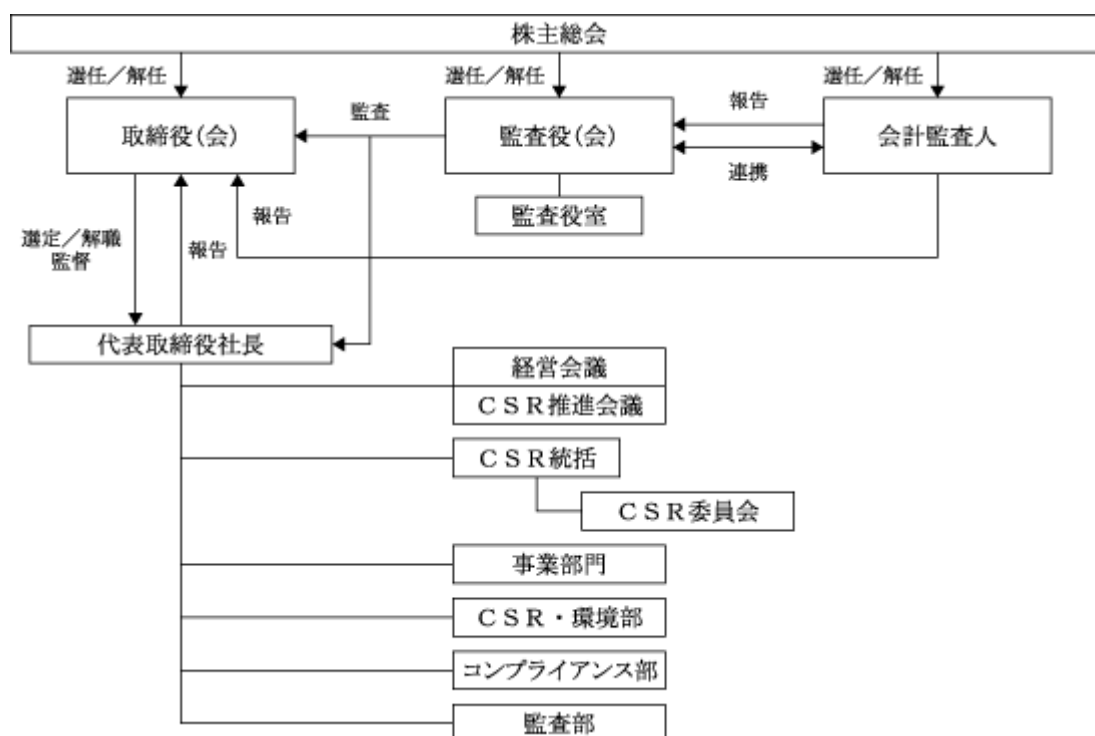 株主総会
選任／解任
選任／解任
選任／解任
取締役(会)
監査
監査役(会)
報告
連携
会計監査人
監査役室
選定／解職
監督
報告
報告
代表取締役社長
経営会議
ＣＳＲ推進会議
ＣＳＲ統括
ＣＳＲ委員会
事業部門
ＣＳＲ・環境部
コンプライアンス部
監査部